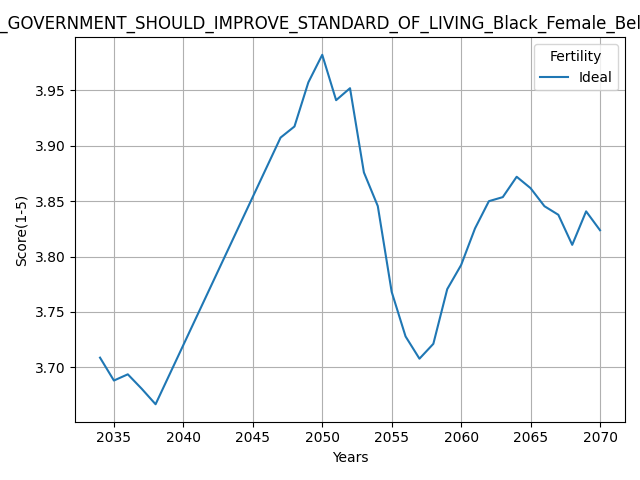 _GOVERNMENT_SHOULD_IMPROVE_STANDARD_OF_LIVING_Black_Female_Bel
Fertility
Ideal
3.95
3.90
3.85
3.80
3.75
3.70
Score(1-5)
2035 2040 2045 2050 2055 2060 2065 2070
Years